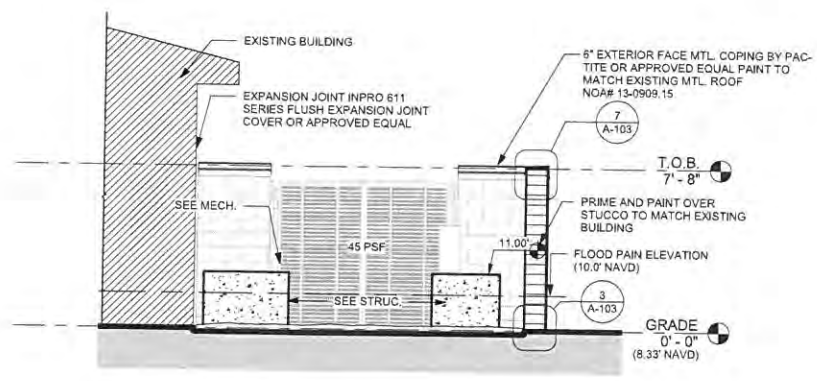 EXISTING BUILDING
EXPANSION JOINT INPRO 611
SERIES FLUSH EXPANSION JOINT
COVER OR APPROVED EQUAL
6" EXTERIOR FACE MTL. COPING BY PAC-
TITE OR APPROVED EQUAL PAINT TO
MATCH EXISTING MTL. ROOF
NOA# 13-0909.15
7
A-103
T.O.B.
7' - 8"
SEE MECH.
45 PSF
11.00'
PRIME AND PAINT OVER
STUCCO TO MATCH EXISTING
BUILDING
FLOOD PAIN ELEVATION
(10.0' NAVD)
SEE STRUC.
3
A-103
GRADE
0' - 0"
(8.33' NAVD)